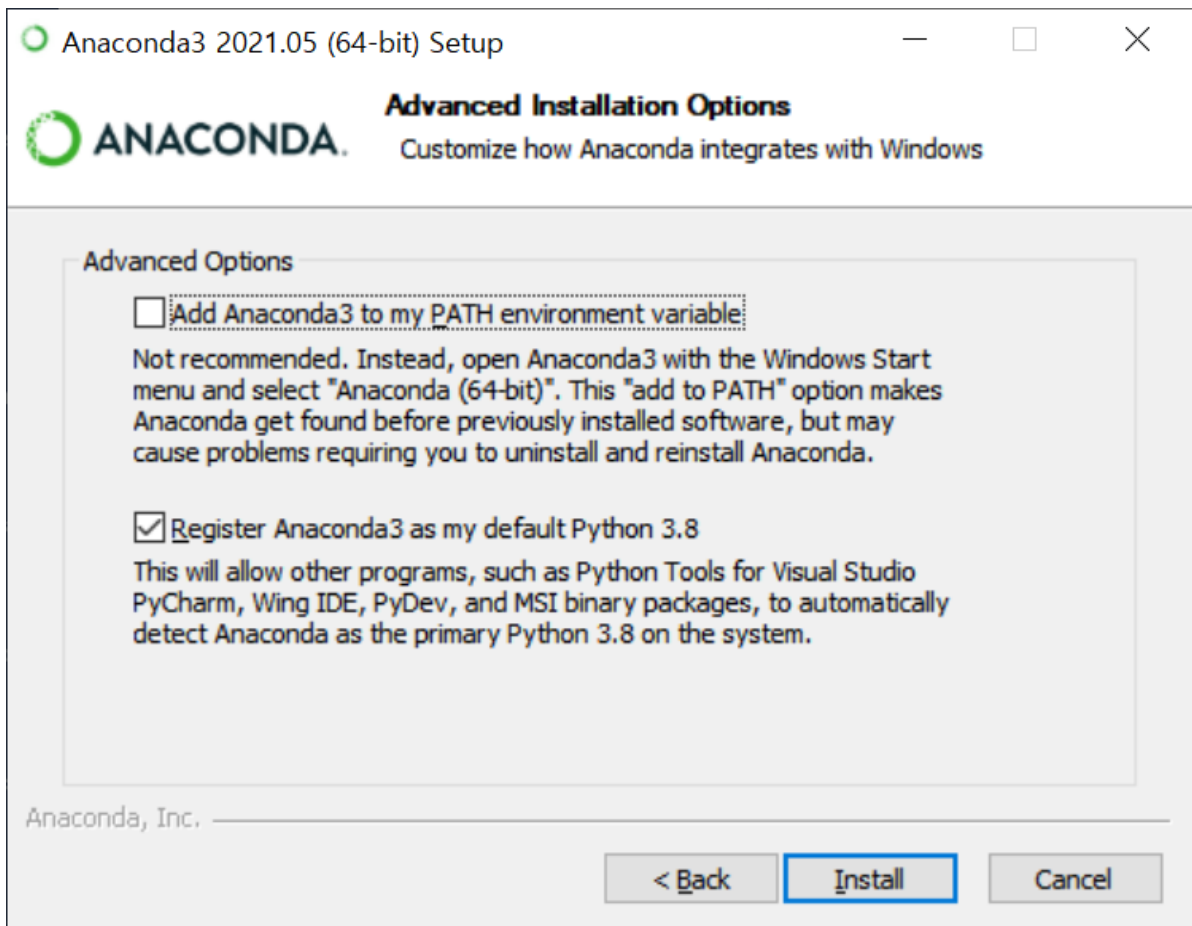 Anaconda3 2021.05 (64-bit) Setup
ANACONDA.
Advanced Installation Options
Customize how Anaconda integrates with Windows
Advanced Options
Add Anaconda3 to my PATH environment variable
Not recommended. Instead, open Anaconda3 with the Windows Start
menu and select "Anaconda (64-bit)". This "add to PATH" option makes
Anaconda get found before previously installed software, but may
cause problems requiring you to uninstall and reinstall Anaconda.
Register Anaconda3 as my default Python 3.8
This will allow other programs, such as Python Tools for Visual Studio
PyCharm, Wing IDE, PyDev, and MSI binary packages, to automatically
detect Anaconda as the primary Python 3.8 on the system.
Anaconda, Inc.
< Back Install Cancel